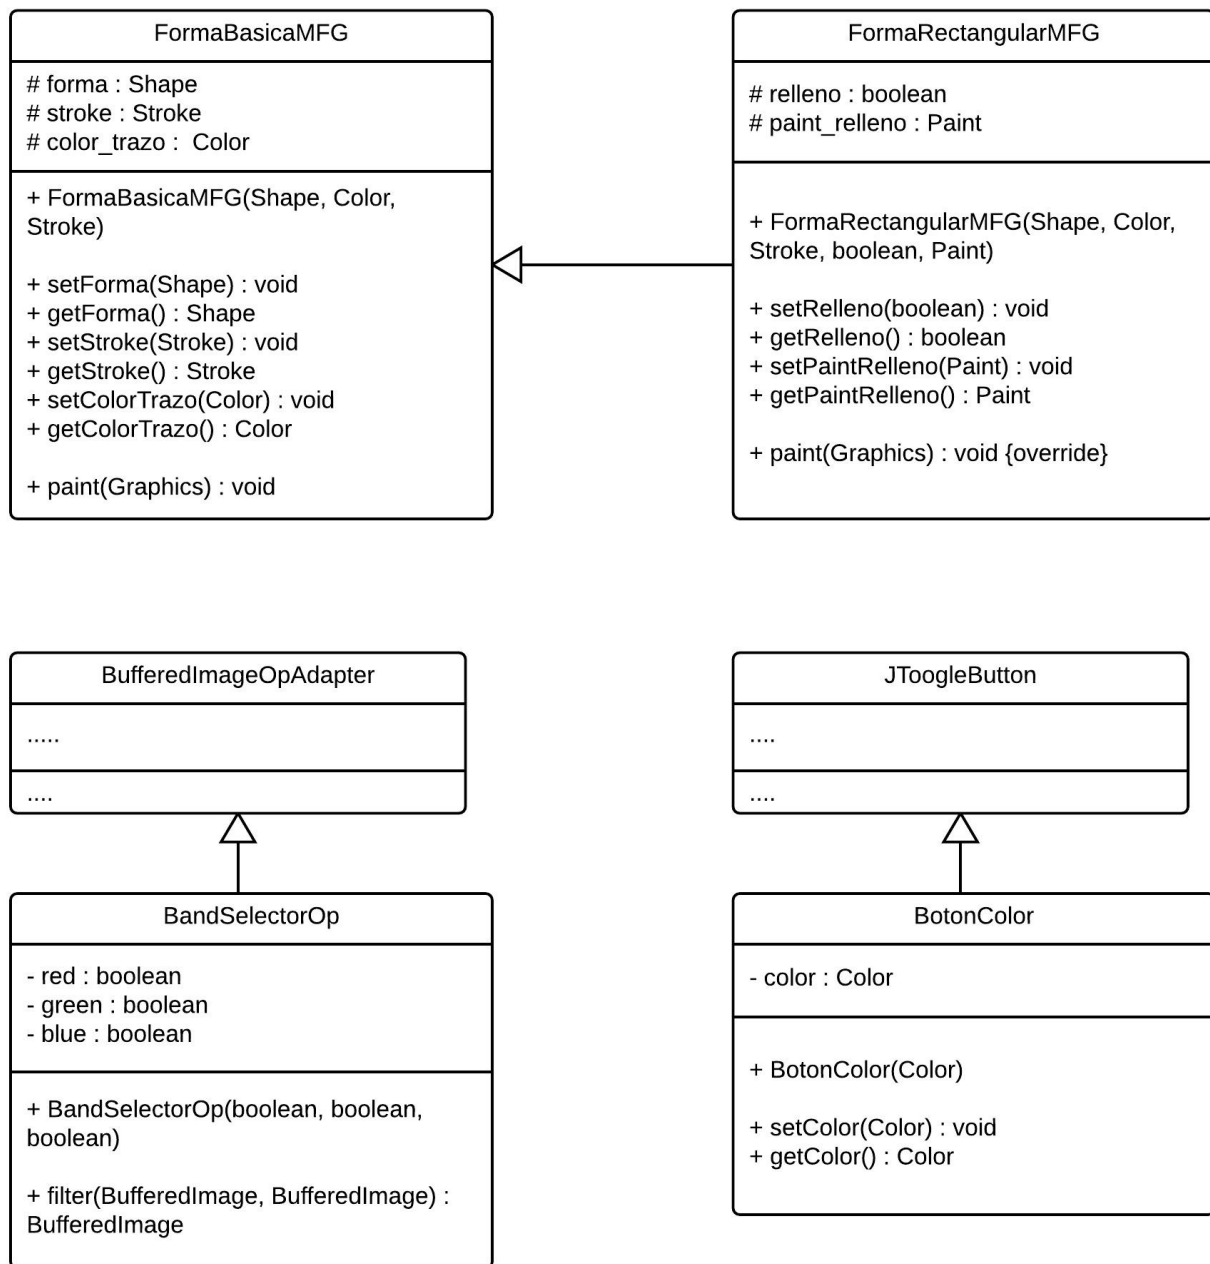 FormaBasicaMFG
# forma : Shape
# stroke : Stroke
# color_trazo :  Color
+ FormaBasicaMFG(Shape, Color,
Stroke)
+ setForma(Shape) : void
+ getForma() : Shape
+ setStroke(Stroke) : void
+ getStroke() : Stroke
+ setColorTrazo(Color) : void
+ getColorTrazo() : Color
+ paint(Graphics) : void
FormaRectangularMFG
# relleno : boolean
# paint_relleno : Paint
+ FormaRectangularMFG(Shape, Color,
Stroke, boolean, Paint)
+ setRelleno(boolean) : void
+ getRelleno() : boolean
+ setPaintRelleno(Paint) : void
+ getPaintRelleno() : Paint
+ paint(Graphics) : void {override}
BufferedImageOpAdapter
.....
....
JToogleButton
....
....
BandSelectorOp
- red : boolean
- green : boolean
- blue : boolean
+ BandSelectorOp(boolean, boolean,
boolean)
+ filter(BufferedImage, BufferedImage) :
BufferedImage
BotonColor
- color : Color
+ BotonColor(Color)
+ setColor(Color) : void
+ getColor() : Color